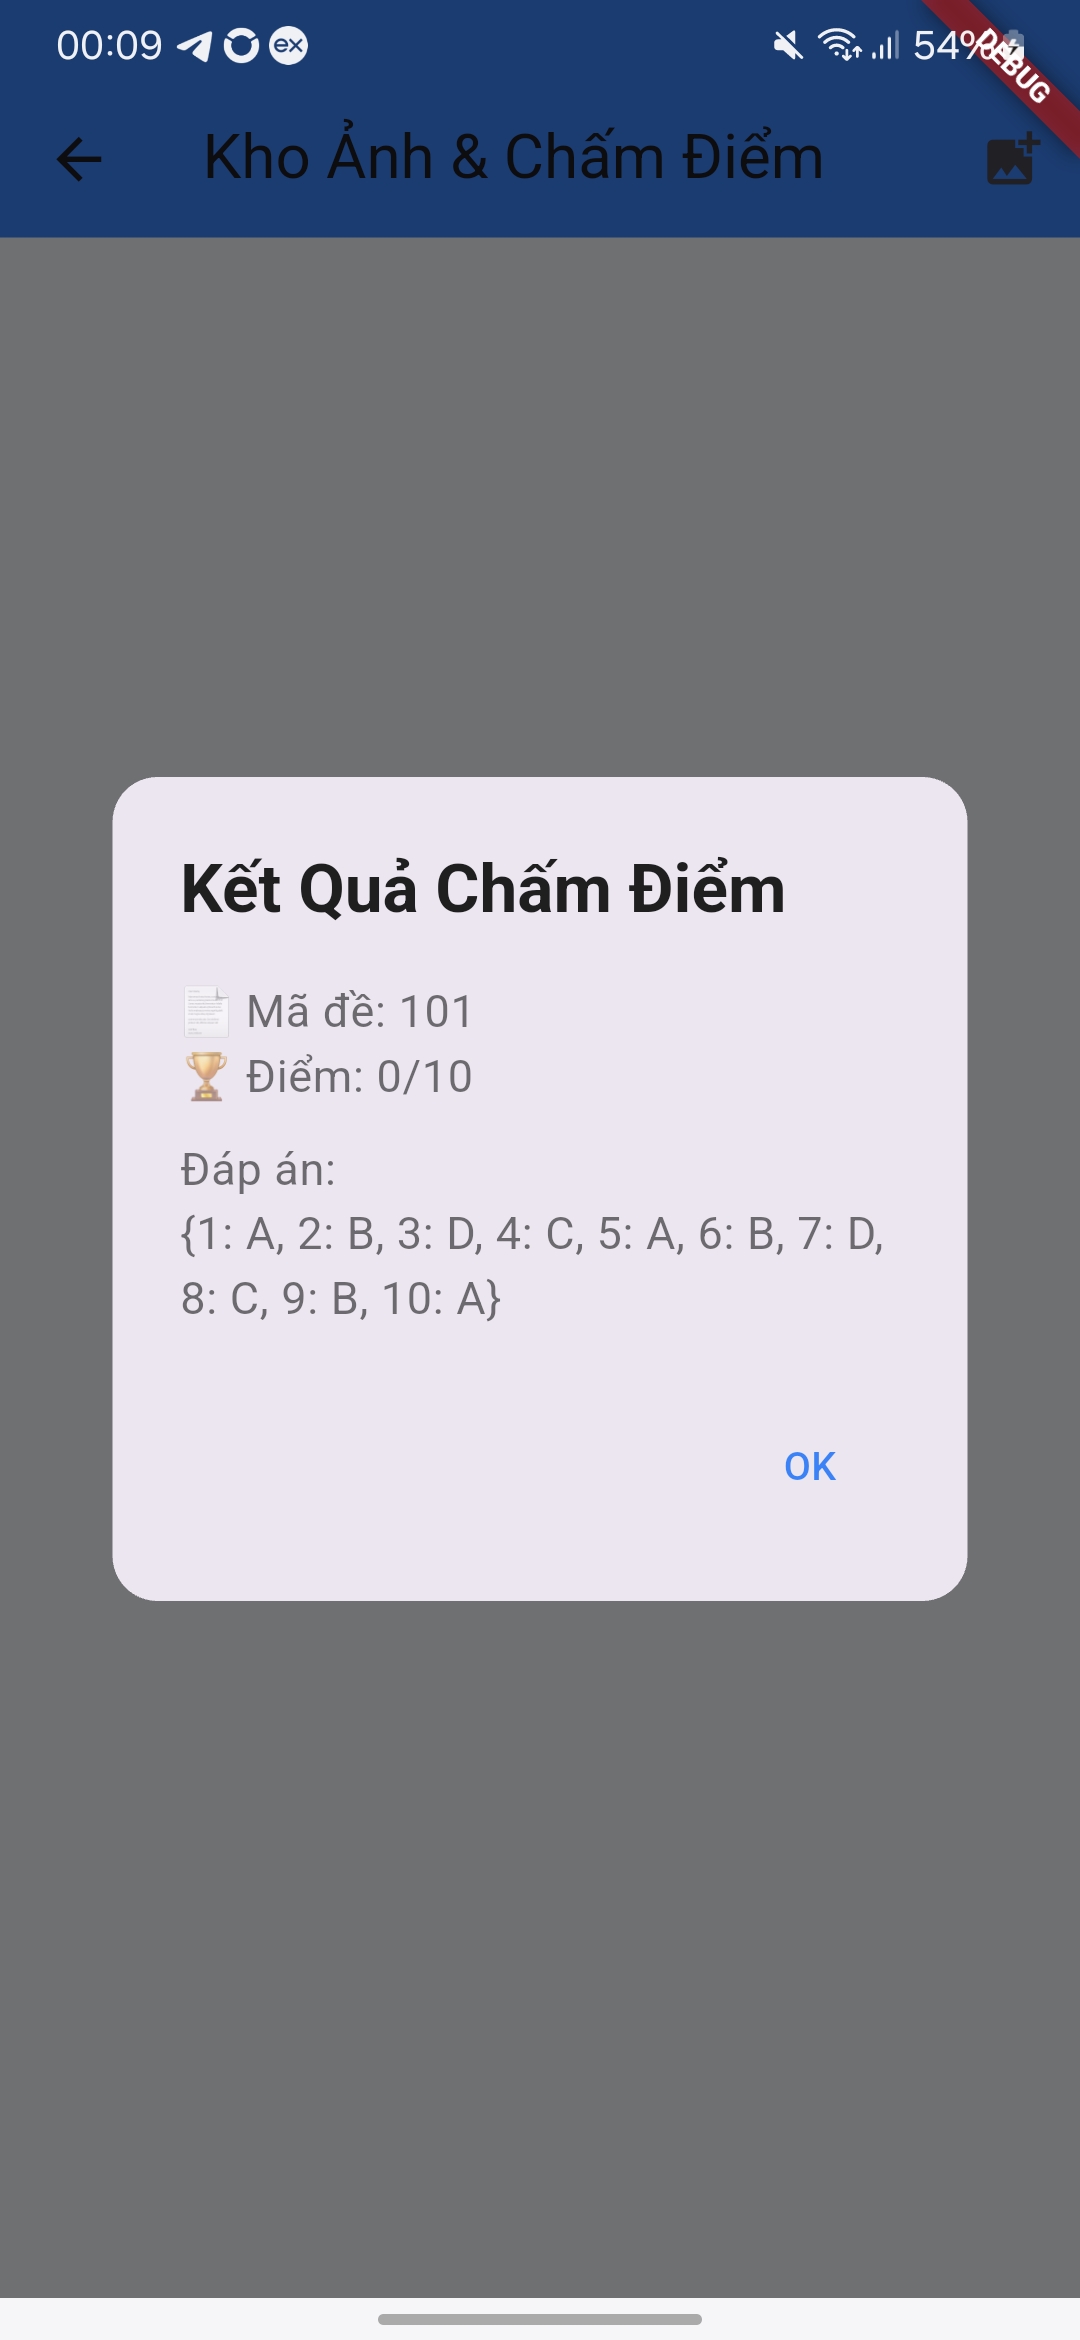 00:09 ex 54%
DEBUG
Kho Ảnh & Chấm Điểm
Kết Quả Chấm Điểm
Mã đề: 101
Điểm: 0/10
Đáp án:
{1: A, 2: B, 3: D, 4: C, 5: A, 6: B, 7: D,
8: C, 9: B, 10: A}
OK